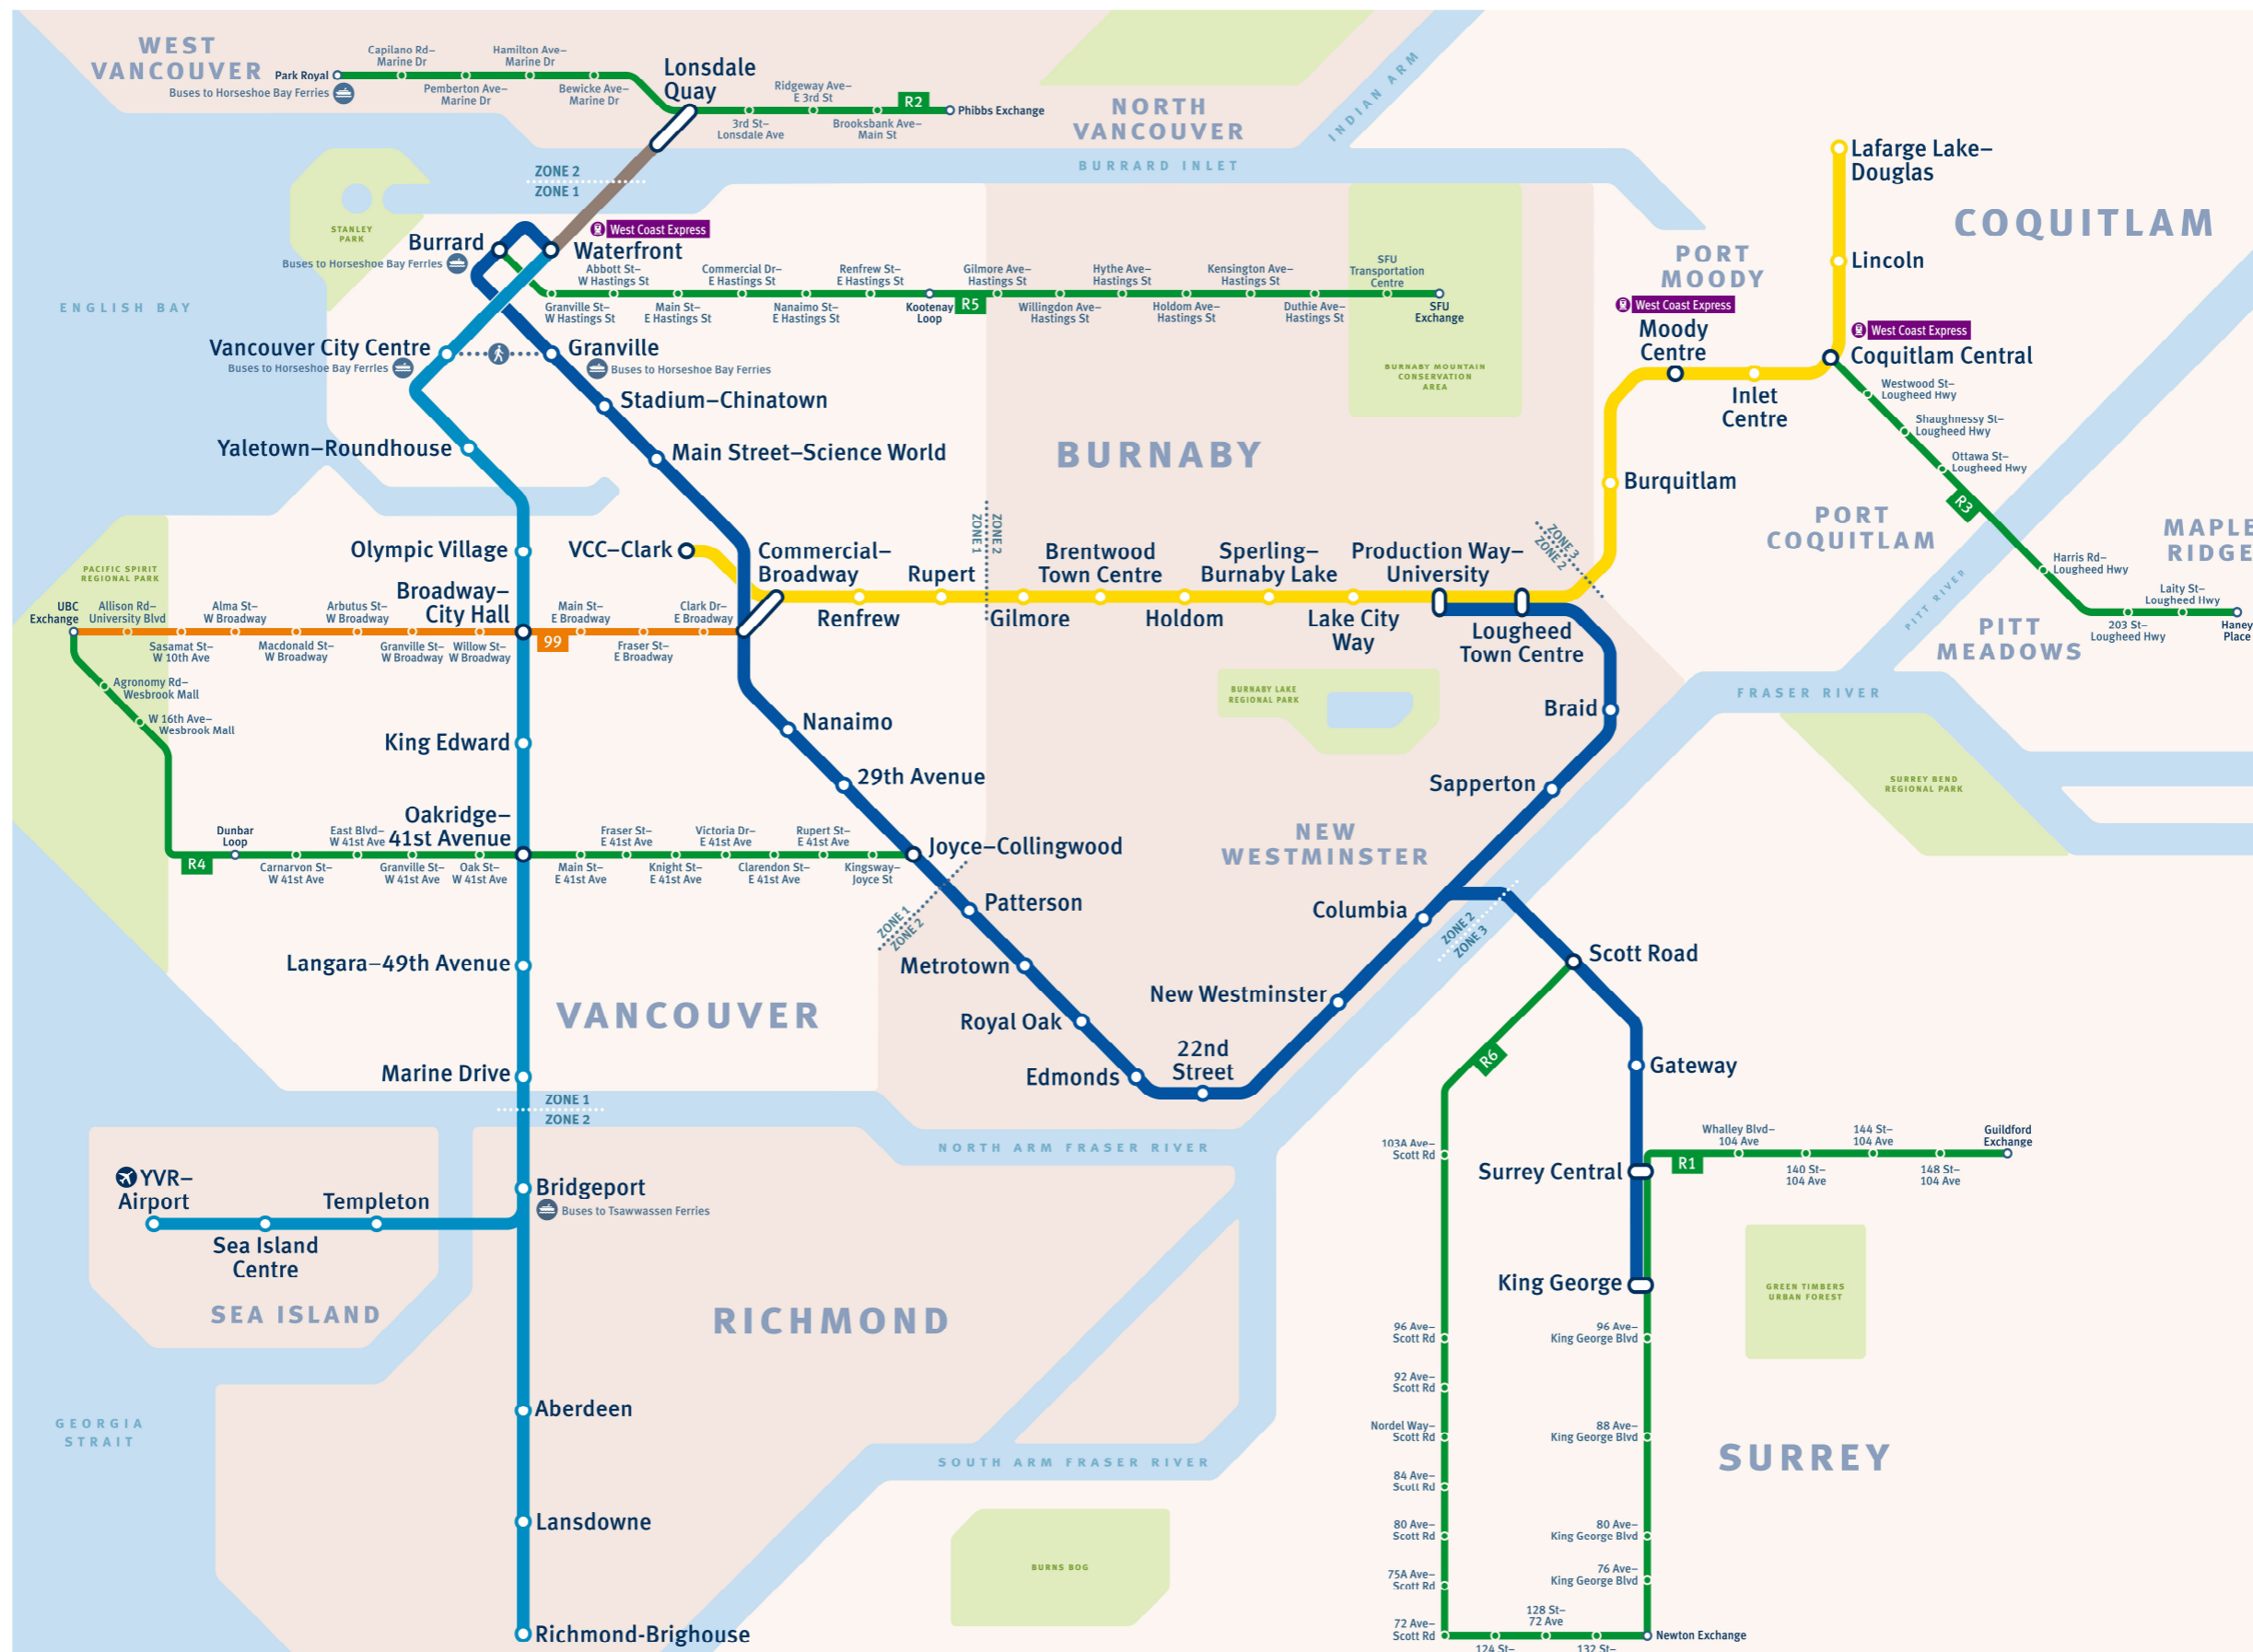 WEST
VANCOUVER
Park Royal
Buses to Horseshoe Bay Ferries
Capilano Rd–
Marine Dr
Pemberton Ave–
Marine Dr
Hamilton Ave–
Marine Dr
Bewicke Ave–
Marine Dr
Lonsdale
Quay
3rd St–
Lonsdale Ave
Ridgeway Ave–
E 3rd St
Brooksbank Ave–
Main St
R2
Phibbs Exchange
NORTH
VANCOUVER
INDIAN ARM
BURRARD INLET
ZONE 2
ZONE 1
STANLEY
PARK
ENGLISH BAY
Burrard
Buses to Horseshoe Bay Ferries
West Coast Express
Waterfront
Granville St–
W Hastings St
Abbott St–
W Hastings St
Main St–
E Hastings St
Commercial Dr–
E Hastings St
Nanaimo St–
E Hastings St
Renfrew St–
E Hastings St
Kootenay
Loop
R5
Gilmore Ave–
Hastings St
Willingdon Ave–
Hastings St
Hythe Ave–
Hastings St
Holdom Ave–
Hastings St
Kensington Ave–
Hastings St
Duthie Ave–
Hastings St
SFU
Transportation
Centre
SFU
Exchange
BURNABY MOUNTAIN
CONSERVATION
AREA
Vancouver City Centre
Buses to Horseshoe Bay Ferries
Granville
Buses to Horseshoe Bay Ferries
Stadium–Chinatown
Main Street–Science World
Yaletown–Roundhouse
BURNABY
Lafarge Lake–
Douglas
COQUITLAM
Lincoln
PORT
MOODY
West Coast Express
Moody
Centre
Inlet
Centre
West Coast Express
Coquitlam Central
Westwood St–
Lougheed Hwy
Shaughnessy St–
Lougheed Hwy
Ottawa St–
Lougheed Hwy
R3
Burquitlam
PORT
COQUITLAM
MAPLE
RIDGE
Harris Rd–
Lougheed Hwy
Laity St–
Lougheed Hwy
203 St–
Lougheed Hwy
Haney
Place
PITT RIVER
PITT
MEADOWS
PACIFIC SPIRIT
REGIONAL PARK
Olympic Village
VCC–Clark
Commercial–
Broadway
Renfrew
Rupert
ZONE 1
ZONE 2
Gilmore
Brentwood
Town Centre
Holdom
Sperling–
Burnaby Lake
Lake City
Way
Production Way–
University
Lougheed
Town Centre
ZONE 3
ZONE 2
UBC
Exchange
Allison Rd–
University Blvd
Sasamat St–
W 10th Ave
Alma St–
W Broadway
Macdonald St–
W Broadway
Arbutus St–
W Broadway
Granville St–
W Broadway
Willow St–
W Broadway
Broadway–
City Hall
99
Main St–
E Broadway
Fraser St–
E Broadway
Clark Dr–
E Broadway
Agronomy Rd–
Wesbrook Mall
W 16th Ave–
Wesbrook Mall
King Edward
Nanaimo
29th Avenue
BURNABY LAKE
REGIONAL PARK
Braid
Sapperton
FRASER RIVER
SURREY BEND
REGIONAL PARK
R4
Dunbar
Loop
Carnarvon St–
W 41st Ave
East Blvd–
W 41st Ave
Granville St–
W 41st Ave
Oak St–
W 41st Ave
Oakridge–
41st Avenue
Main St–
E 41st Ave
Fraser St–
E 41st Ave
Knight St–
E 41st Ave
Victoria Dr–
E 41st Ave
Clarendon St–
E 41st Ave
Rupert St–
E 41st Ave
Kingsway–
Joyce St
Joyce–Collingwood
NEW
WESTMINSTER
ZONE 1
ZONE 2
Patterson
Columbia
ZONE 2
ZONE 3
Scott Road
Langara–49th Avenue
Metrotown
New Westminster
VANCOUVER
Royal Oak
22nd
Street
Edmonds
R6
Gateway
Marine Drive
ZONE 1
ZONE 2
NORTH ARM FRASER RIVER
103A Ave–
Scott Rd
Surrey Central
R1
Whalley Blvd–
104 Ave
140 St–
104 Ave
144 St–
104 Ave
148 St–
104 Ave
Guildford
Exchange
YVR–
Airport
Sea Island
Centre
Templeton
Bridgeport
Buses to Tsawwassen Ferries
SEA ISLAND
RICHMOND
King George
GREEN TIMBERS
URBAN FOREST
96 Ave–
Scott Rd
96 Ave–
King George Blvd
92 Ave–
Scott Rd
Aberdeen
Nordel Way–
Scott Rd
88 Ave–
King George Blvd
GEORGIA
STRAIT
SOUTH ARM FRASER RIVER
SURREY
84 Ave–
Scott Rd
Lansdowne
80 Ave–
Scott Rd
80 Ave–
King George Blvd
BURNS BOG
75A Ave–
Scott Rd
76 Ave–
King George Blvd
Richmond-Brighouse
72 Ave–
Scott Rd
124 St–
128 St–
72 Ave
132 St–
Newton Exchange